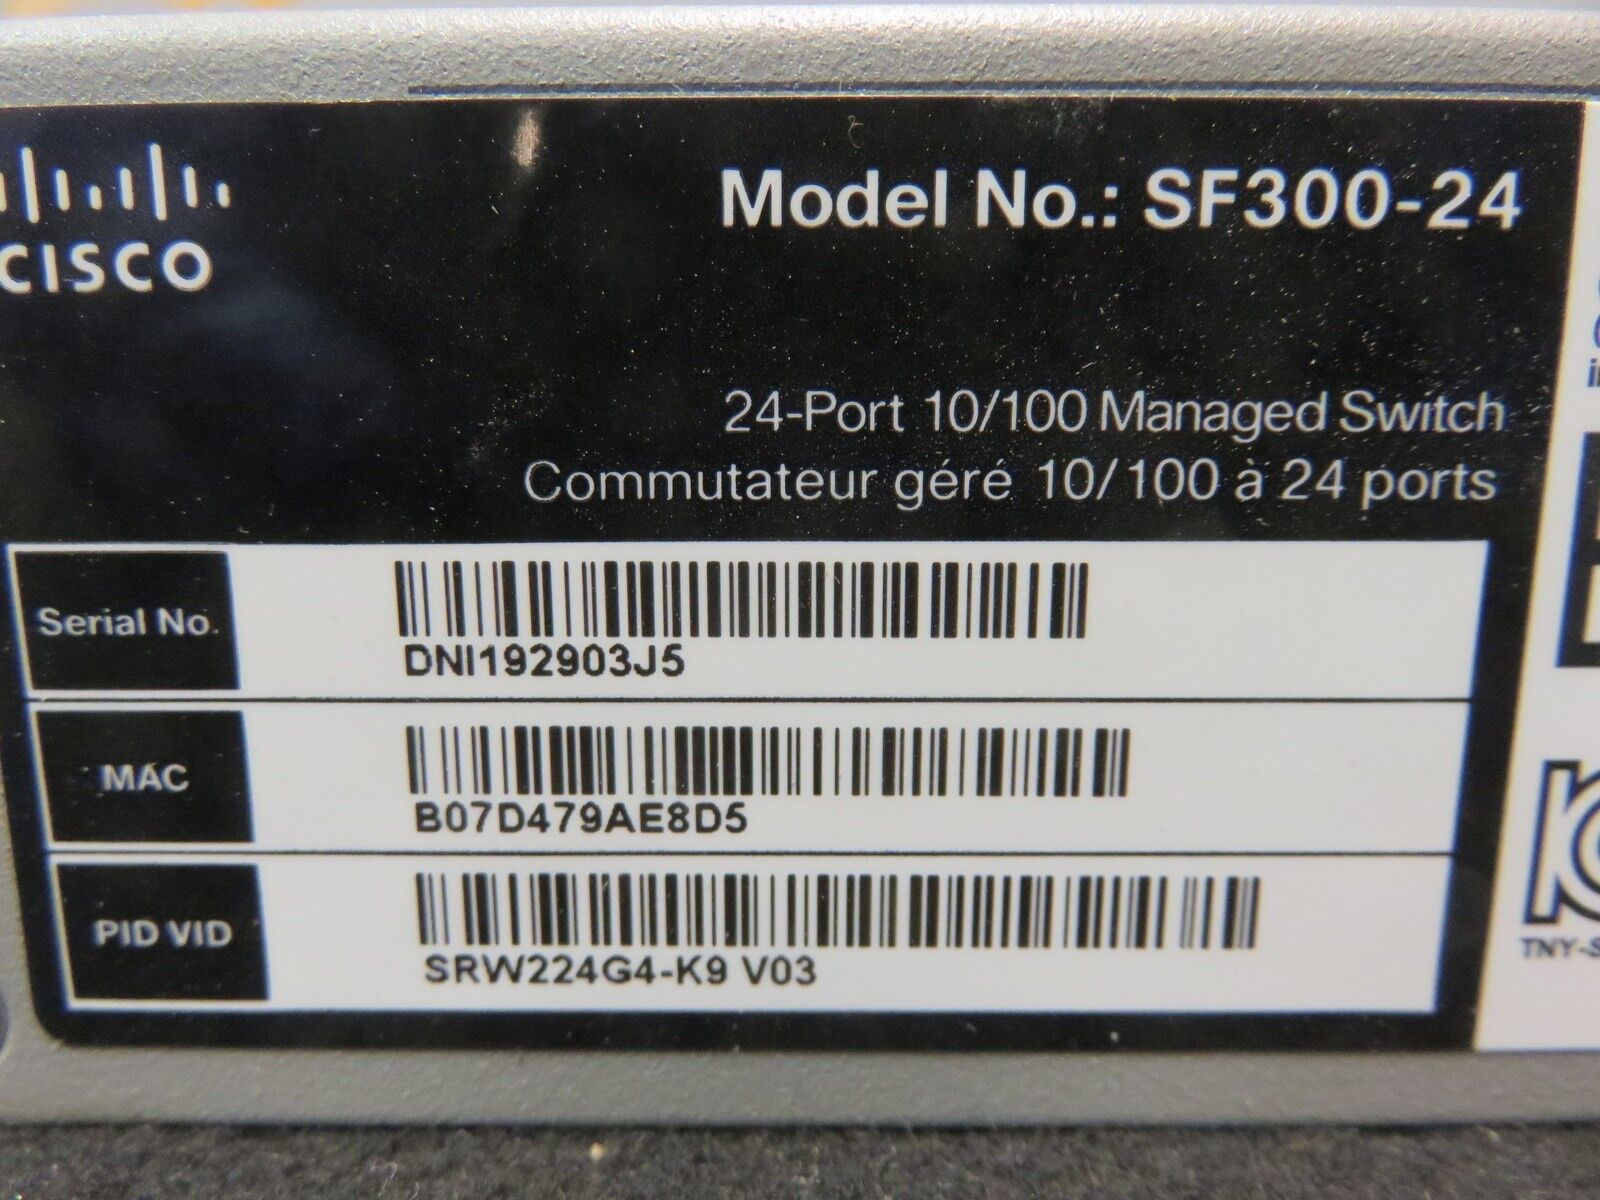 CISCO
Model No.: SF300-24
24-Port 10/100 Managed Switch
Commutateur géré 10/100 à 24 ports
Serial No.
DNI192903J5
MAC
B07D479AE8D5
PID VID
SRW224G4-K9 V03
TNY-S